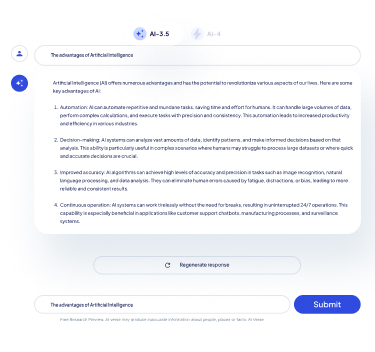 AI-3.5
AI-4
The advantages of Artificial Intelligence
Artificial Intelligence (AI) offers numerous advantages and has the potential to revolutionize various aspects of our lives. Here are some
key advantages of AI:
1. Automation: AI can automate repetitive and mundane tasks, saving time and effort for humans. It can handle large volumes of data,
perform complex calculations, and execute tasks with precision and consistency. This automation leads to increased productivity
and efficiency in various industries.
2. Decision-making: AI systems can analyze vast amounts of data, identify patterns, and make informed decisions based on that
analysis. This ability is particularly useful in complex scenarios where humans may struggle to process large datasets or where quick
and accurate decisions are crucial.
3. Improved accuracy: AI algorithms can achieve high levels of accuracy and precision in tasks such as image recognition, natural
language processing, and data analysis. They can eliminate human errors caused by fatigue, distractions, or bias, leading to more
reliable and consistent results.
4. Continuous operation: AI systems can work tirelessly without the need for breaks, resulting in uninterrupted 24/7 operations. This
capability is especially beneficial in applications like customer support chatbots, manufacturing processes, and surveillance
systems.
Regenerate response
The advantages of Artificial Intelligence
Submit
Free Research Preview. AI Verse may produce inaccurate information about people, places or facts. AI Verse